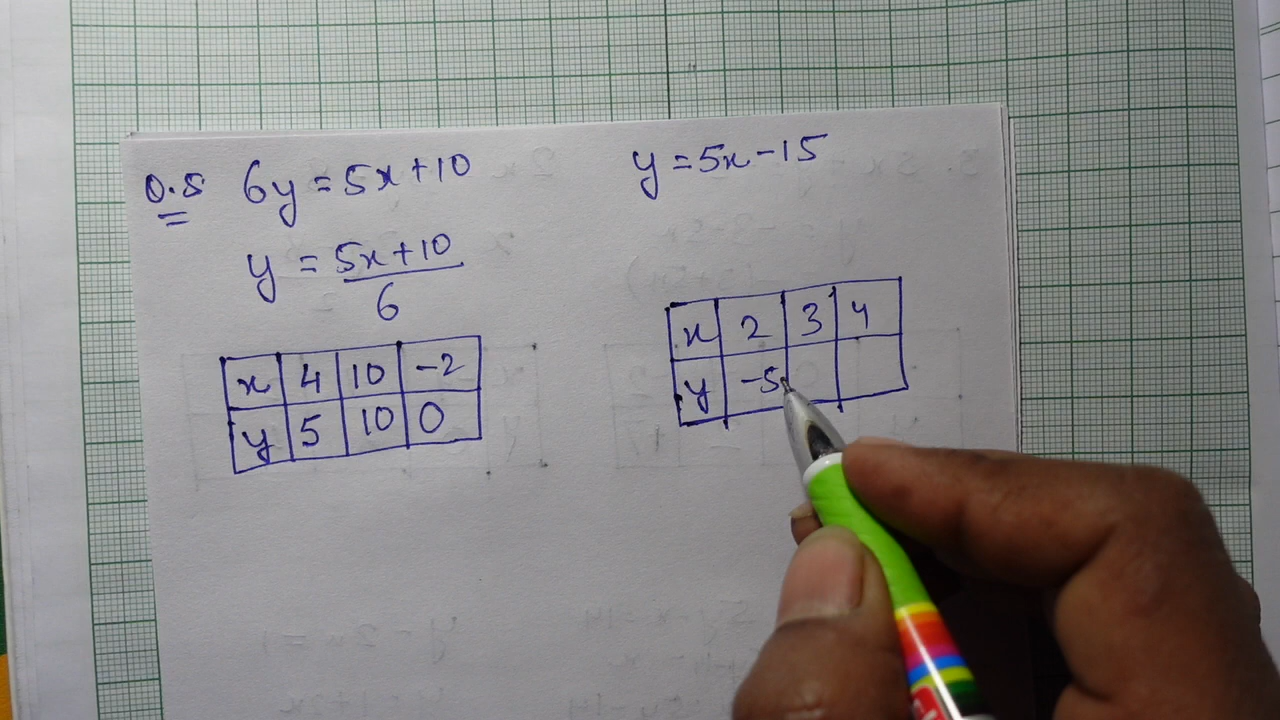 Q.5 6y = 5x+10
y = 5x+10
6
x 4 10 -2
y 5 10 0
y = 5x-15
x 2 3 4
y -5